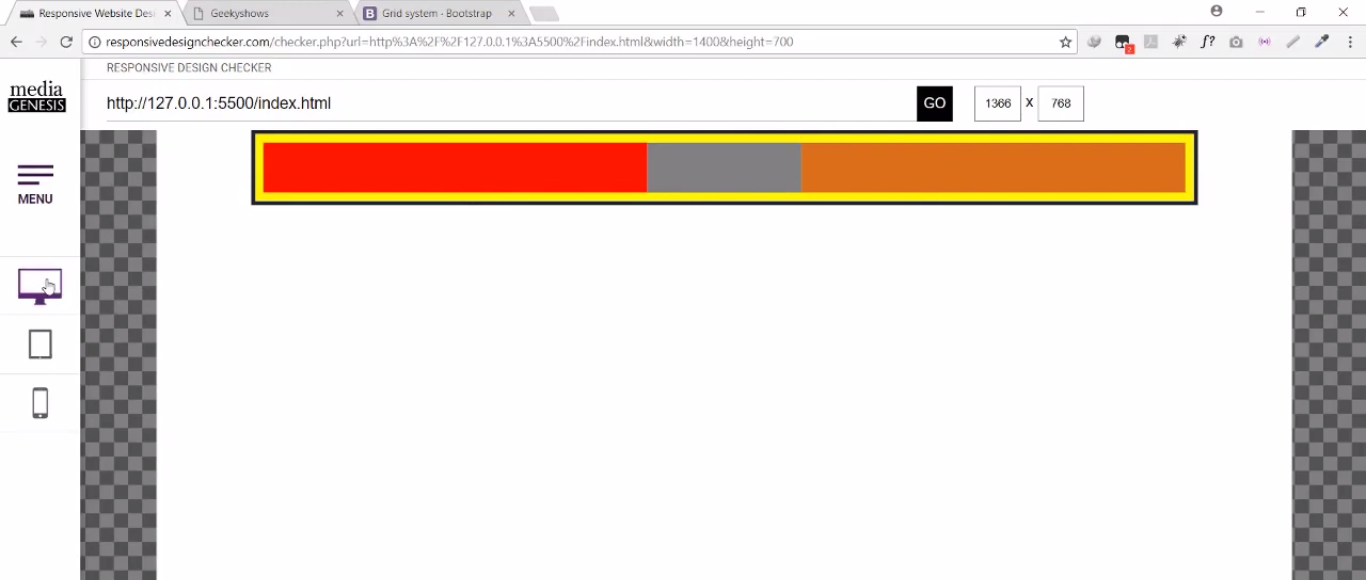 Responsive Website Des
Geekyshows
B Grid system - Bootstrap
responsivedesignchecker.com/checker.php?url=http%3A%2F%2F127.0.0.1%3A5500%2Findex.html&width=1400&height=700
2
f?
RESPONSIVE DESIGN CHECKER
media
GENESIS
http://127.0.0.1:5500/index.html
GO
1366 X 768
MENU